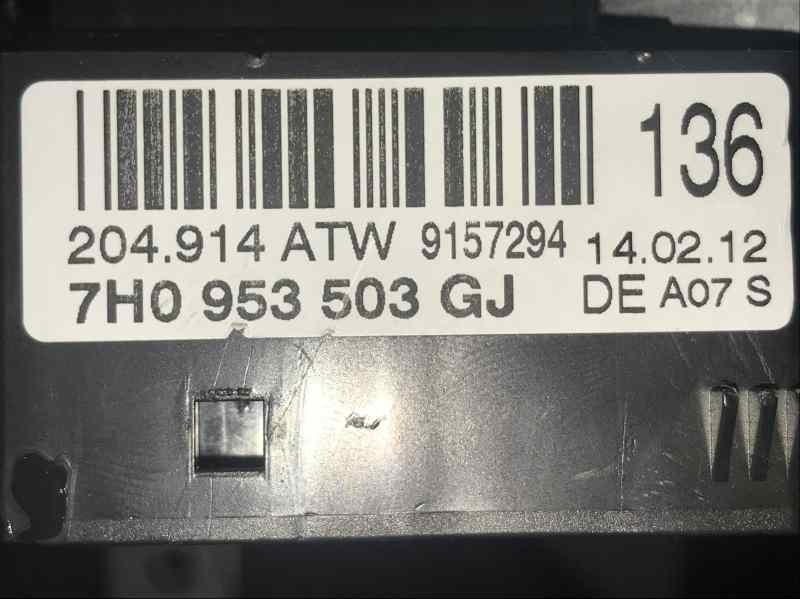 136
204.914 ATW 9157294 14.02.12
7H0 953 503 GJ DE A07 S